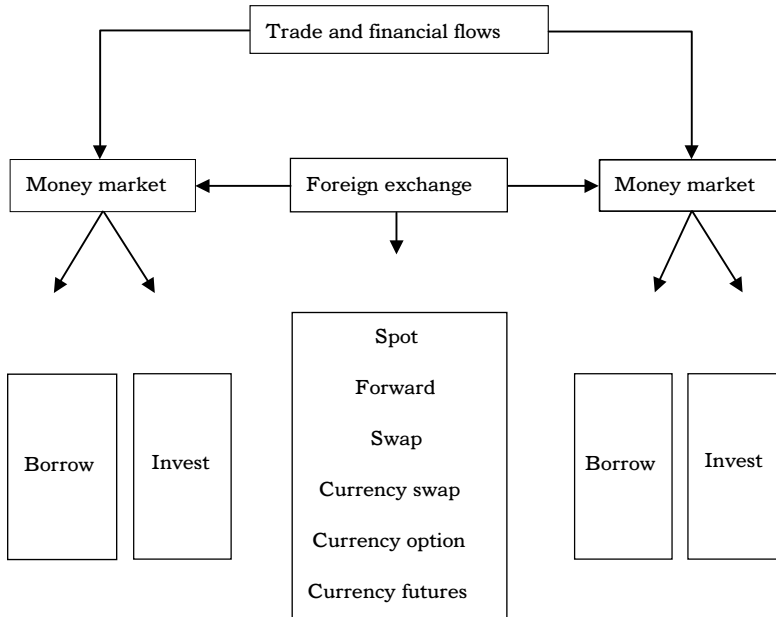 Trade and financial flows
Money market
Foreign exchange
Money market
Borrow
Invest
Spot
Forward
Swap
Currency swap
Currency option
Currency futures
Borrow
Invest